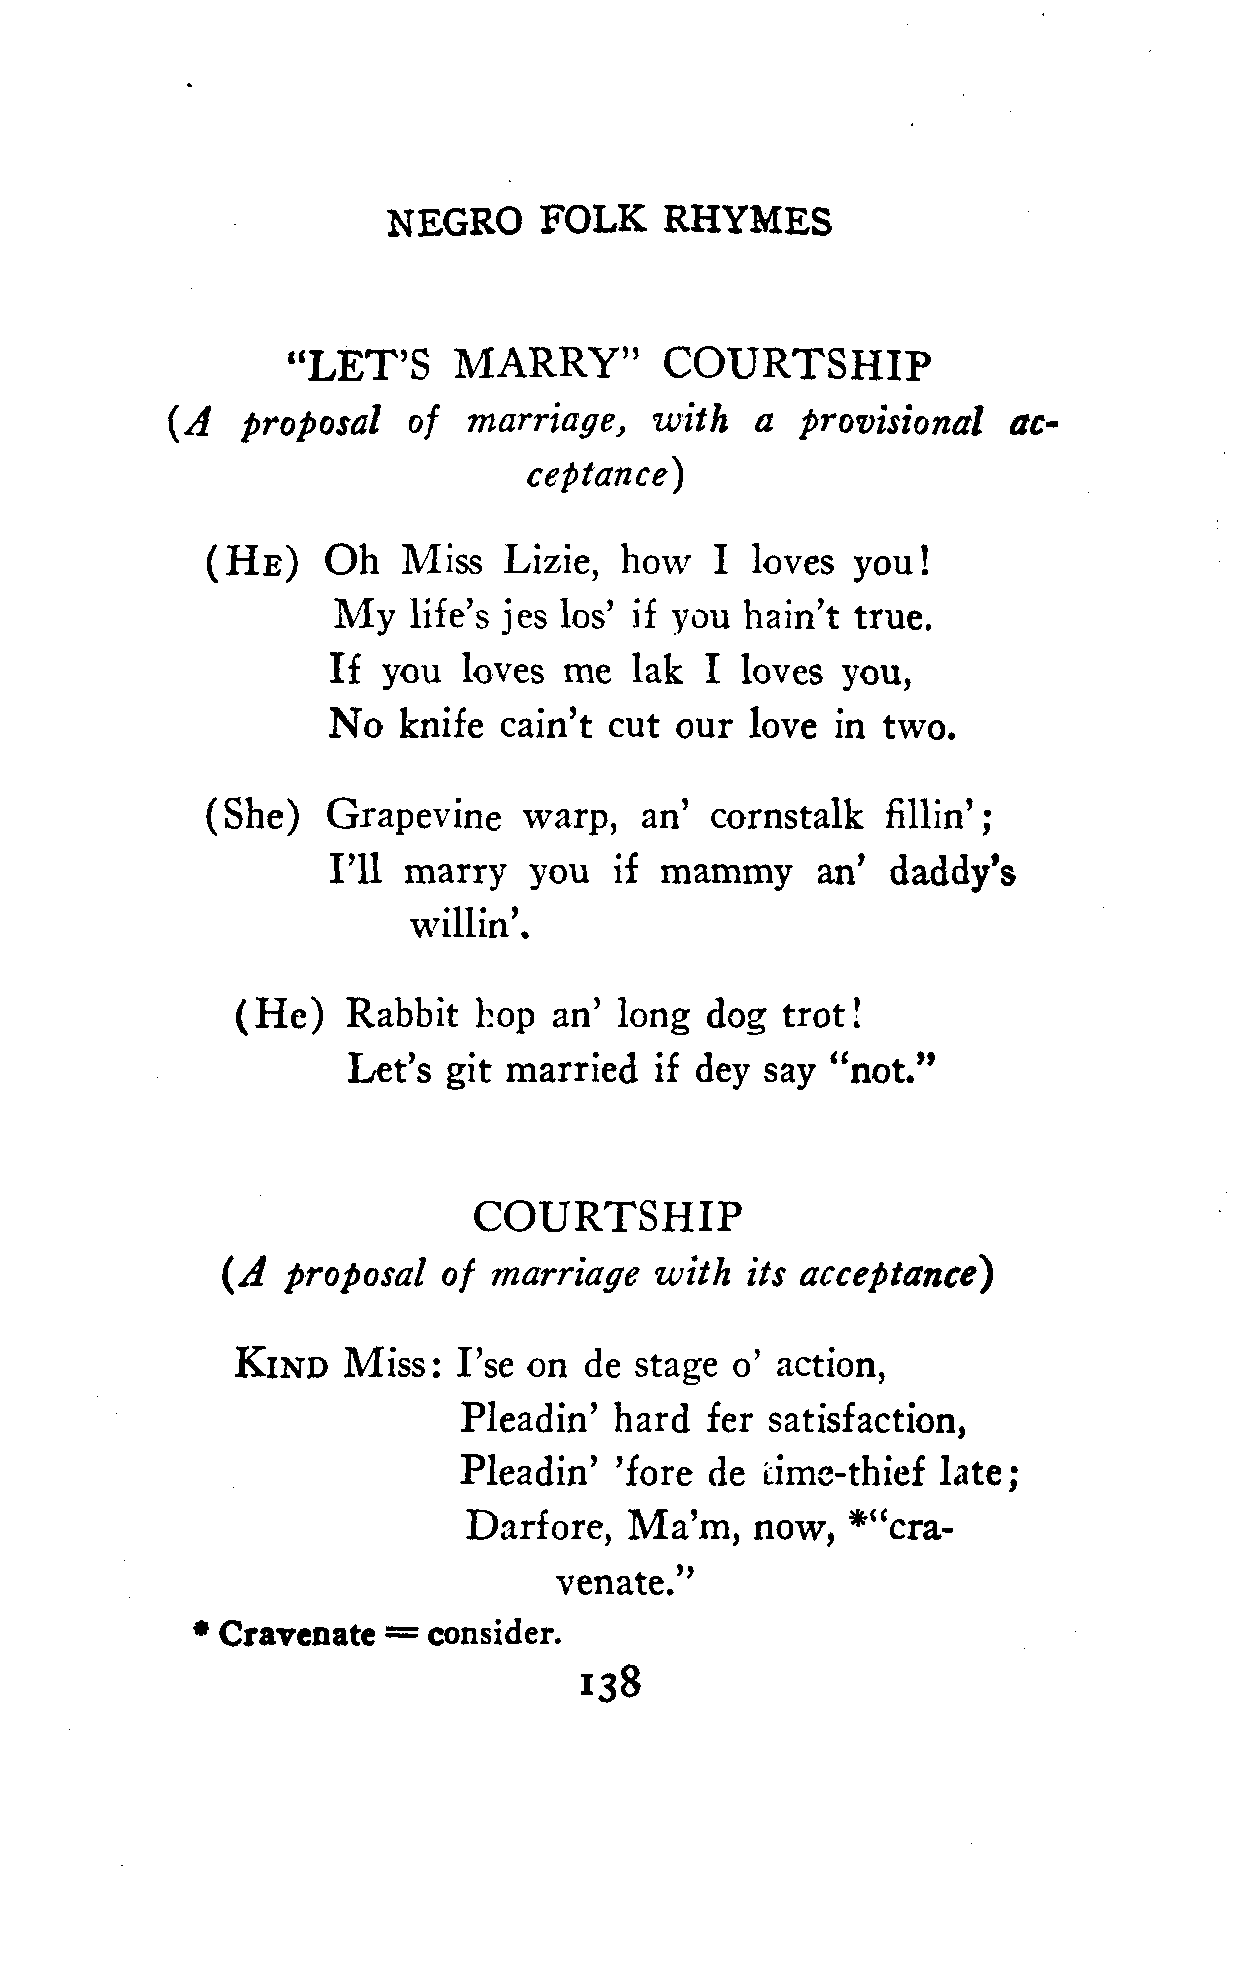 NEGRO FOLK RHYMES
"LET'S MARRY" COURTSHIP
(A proposal of marriage, with a provisional ac-
ceptance)
(HE) Oh Miss Lizie, how I loves you!
My life's jes los' if you hain't true.
If you loves me lak I loves you,
No knife cain't cut our love in two.
(She) Grapevine warp, an' cornstalk fillin';
I'll marry you if mammy an' daddy's
willin'.
(He) Rabbit hop an' long dog trot!
Let's git married if dey say "not."
COURTSHIP
(A proposal of marriage with its acceptance)
KIND Miss: I'se on de stage o' action,
Pleadin' hard fer satisfaction,
Pleadin' 'fore de time-thief late;
Darfore, Ma'm, now, *"cra-
venate."
* Cravenate = consider.
138